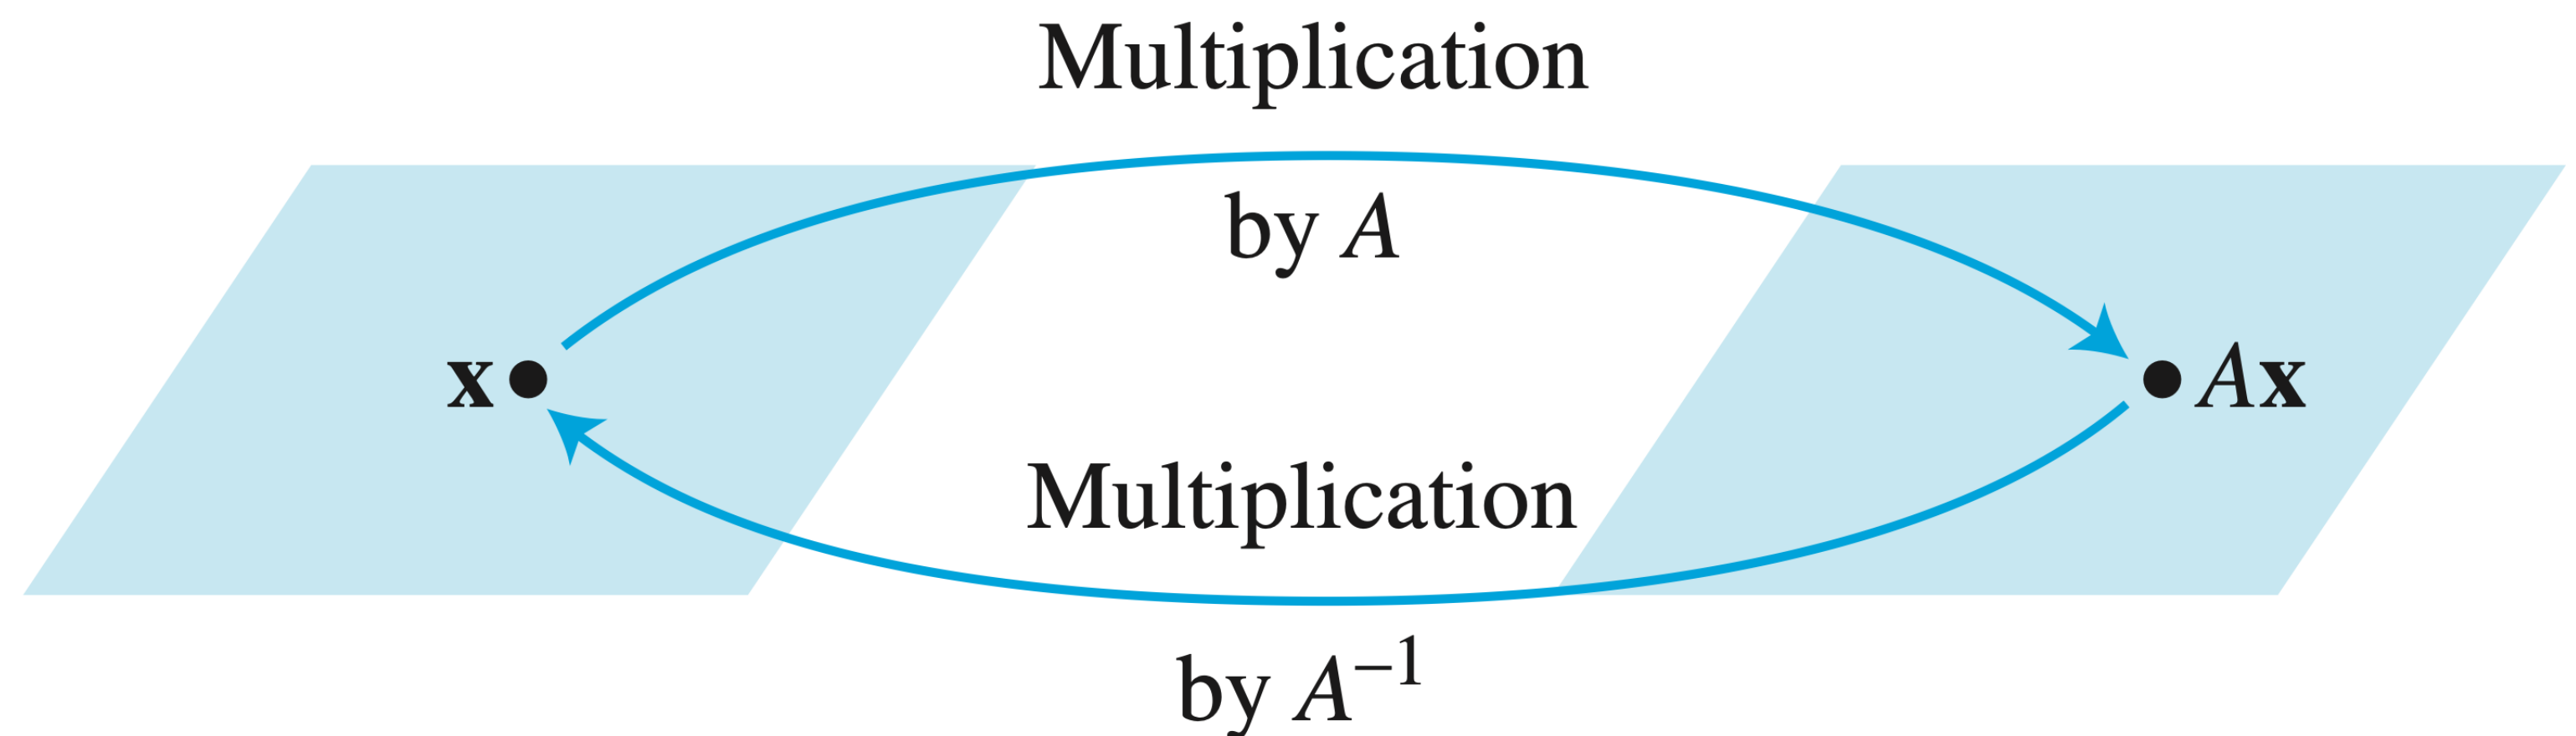 Multiplication
by A
x
Ax
Multiplication
by A⁻¹